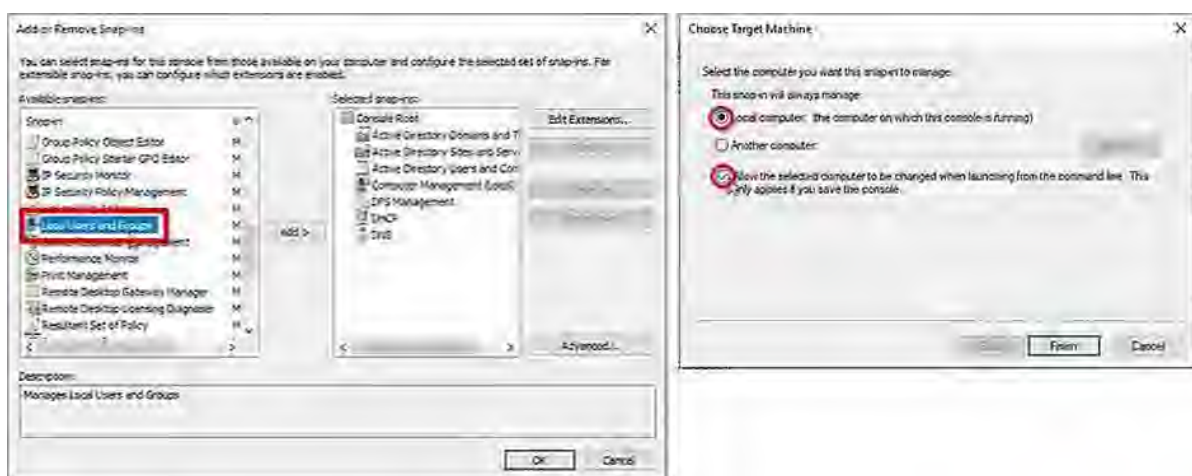 Add or Remove Snap-ins
You can select snap-ins for this console from those available on your computer and configure the selected set of snap-ins. For
extensible snap-ins, you can configure which extensions are enabled.
Available snap-ins:
Snap-in
Group Policy Object Editor M
Group Policy Starter GPO Editor M
IP Security Monitor M
IP Security Policy Management M
Local Users and Groups M
Performance Monitor M
Print Management M
Remote Desktop Gateway Manager M
Remote Desktop Licensing Diagnoser M
Resultant Set of Policy M
Add >
Selected snap-ins:
Console Root
Active Directory Domains and T
Active Directory Sites and Servi
Active Directory Users and Com
Computer Management (Local)
DFS Management
DHCP
DNS
Edit Extensions...
Advanced...
Description:
Manages Local Users and Groups
OK Cancel
Choose Target Machine
Select the computer you want this snap-in to manage.
This snap-in will always manage:
Local computer: (the computer on which this console is running)
Another computer:
Allow the selected computer to be changed when launching from the command line. This
only applies if you save the console.
Finish Cancel